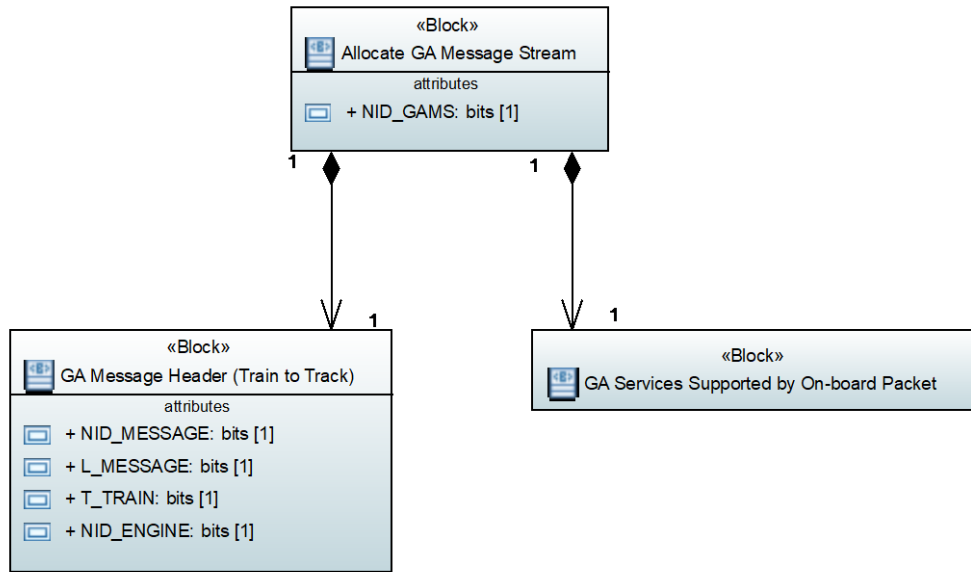 «Block»
Allocate GA Message Stream
attributes
+ NID_GAMS: bits [1]
1
1
1
1
«Block»
GA Message Header (Train to Track)
attributes
+ NID_MESSAGE: bits [1]
+ L_MESSAGE: bits [1]
+ T_TRAIN: bits [1]
+ NID_ENGINE: bits [1]
«Block»
GA Services Supported by On-board Packet